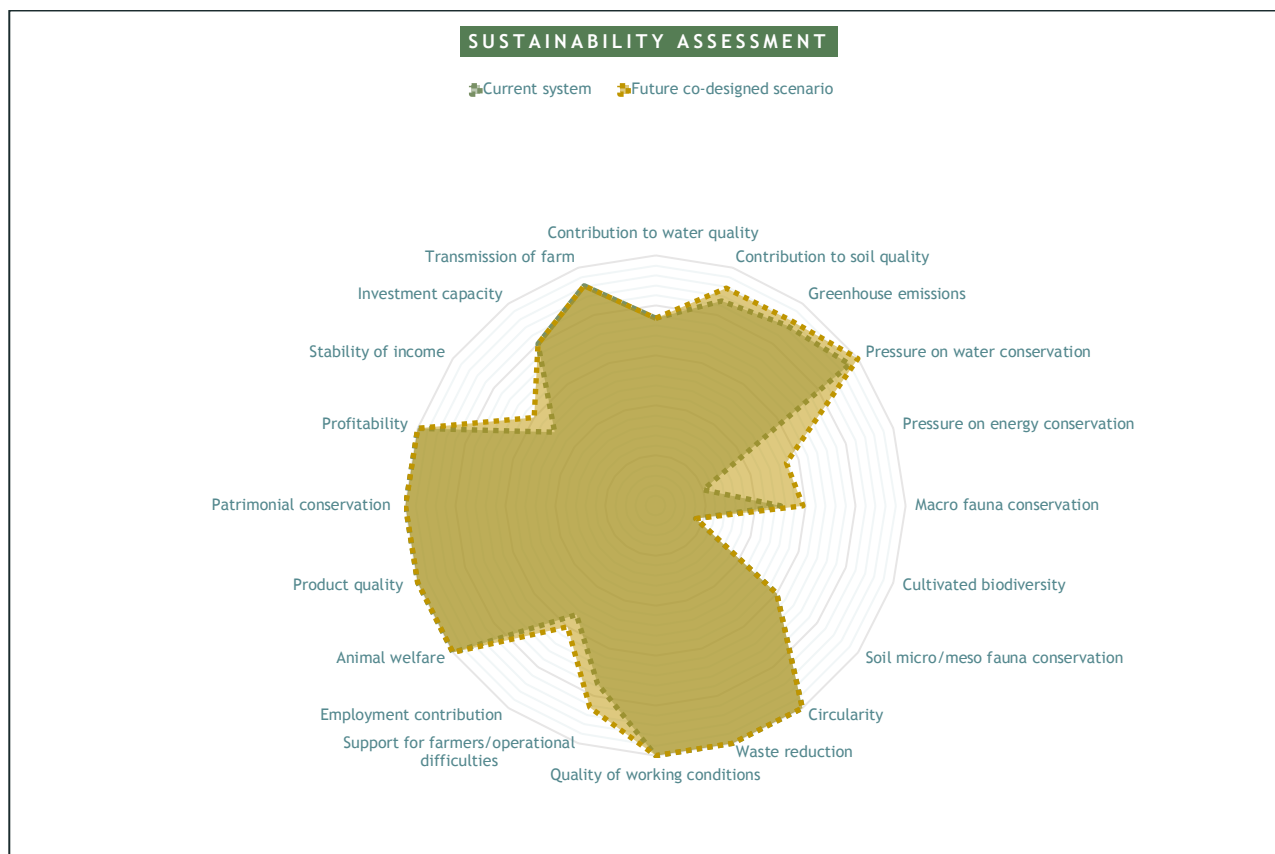 SUSTAINABILITY ASSESSMENT
Current system
Future co-designed scenario
Contribution to water quality
Contribution to soil quality
Greenhouse emissions
Pressure on water conservation
Pressure on energy conservation
Macro fauna conservation
Cultivated biodiversity
Soil micro/meso fauna conservation
Circularity
Waste reduction
Quality of working conditions
Support for farmers/operational
difficulties
Employment contribution
Animal welfare
Product quality
Patrimonial conservation
Profitability
Stability of income
Investment capacity
Transmission of farm